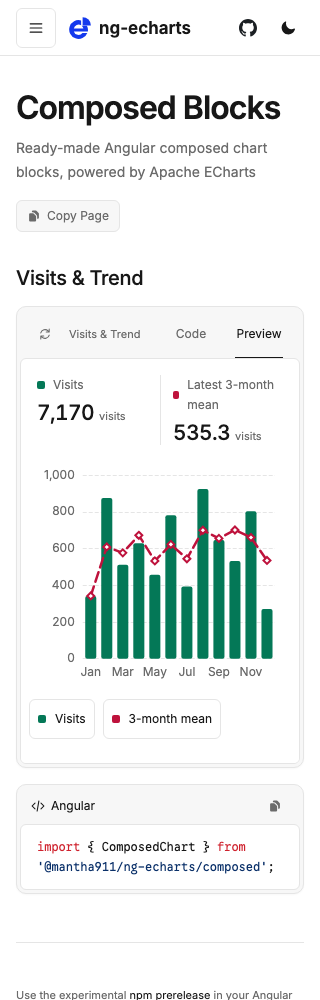 ng-echarts
Composed Blocks
Ready-made Angular composed chart
blocks, powered by Apache ECharts
Copy Page
Visits & Trend
Visits & Trend
Code
Preview
Visits
7,170 visits
Latest 3-month
mean
535.3 visits
1,000
800
600
400
200
0
Jan Mar May Jul Sep Nov
Visits
3-month mean
Angular
import { ComposedChart } from
'@mantha911/ng-echarts/composed';
Use the experimental npm prerelease in your Angular